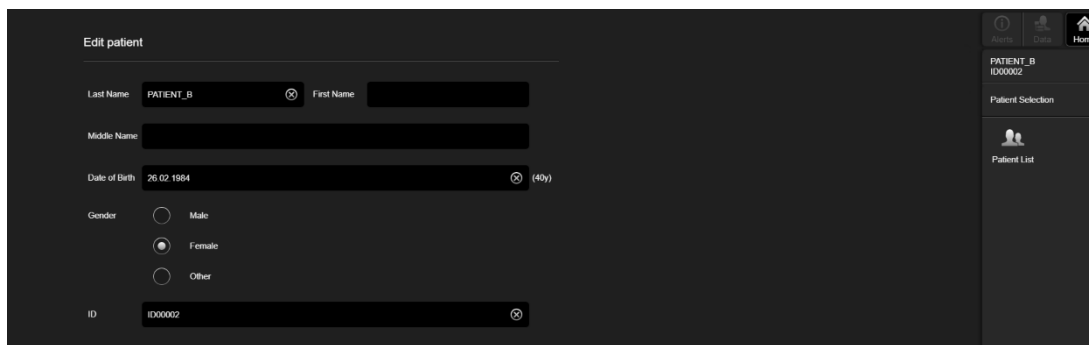 Edit patient
Last Name PATIENT_B First Name
Middle Name
Date of Birth 26.02.1984 (40y)
Gender Male
Female
Other
ID ID00002
Alerts Data Hom
PATIENT_B
ID00002
Patient Selection
Patient List